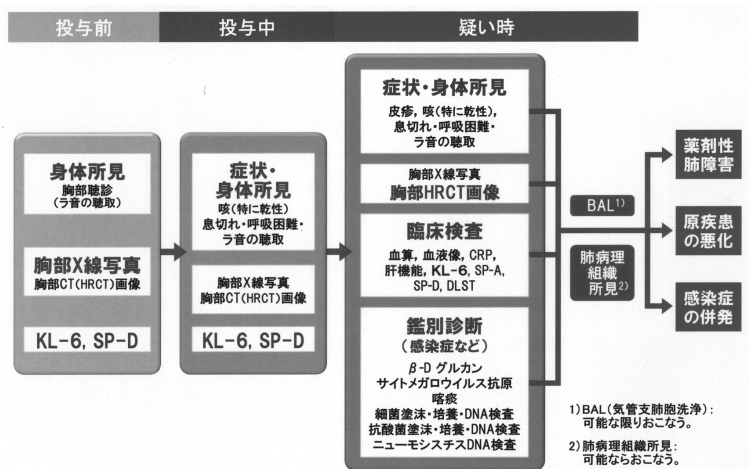 投与前
投与中
疑い時
身体所見
胸部聴診
(ラ音の聴取)
胸部X線写真
胸部CT(HRCT)画像
KL-6, SP-D
症状・
身体所見
咳(特に乾性)
息切れ・呼吸困難・
ラ音の聴取
胸部X線写真
胸部CT(HRCT)画像
KL-6, SP-D
症状・身体所見
皮疹, 咳(特に乾性),
息切れ・呼吸困難・
ラ音の聴取
胸部X線写真
胸部HRCT画像
臨床検査
血算, 血液像, CRP,
肝機能, KL-6, SP-A,
SP-D, DLST
鑑別診断
(感染症など)
β-D グルカン
サイトメガロウイルス抗原
喀痰
細菌塗沫・培養・DNA検査
抗酸菌塗沫・培養・DNA検査
ニューモシスチスDNA検査
BAL1)
肺病理
組織
所見2)
薬剤性
肺障害
原疾患
の悪化
感染症
の併発
1)BAL(気管支肺胞洗浄):
可能な限りおこなう。
2)肺病理組織所見:
可能ならおこなう。